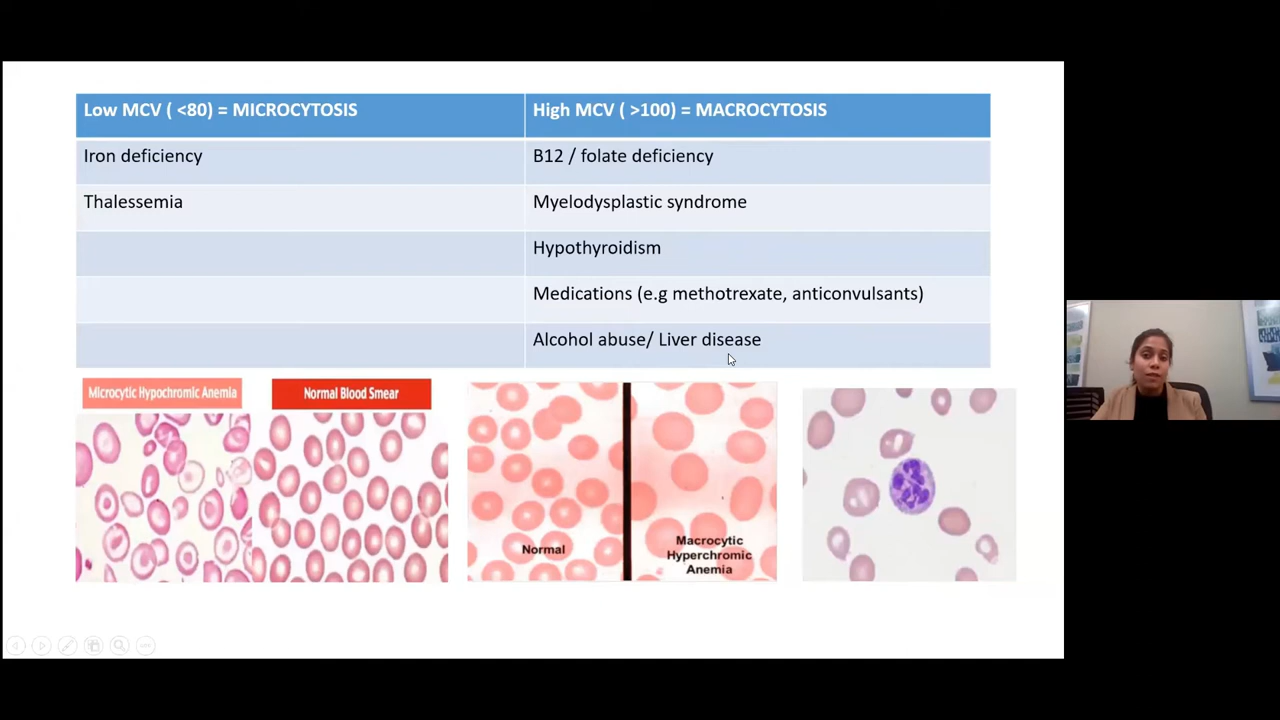 Low MCV ( <80) = MICROCYTOSIS
High MCV ( >100) = MACROCYTOSIS
Iron deficiency
B12 / folate deficiency
Thalessemia
Myelodysplastic syndrome
Hypothyroidism
Medications (e.g methotrexate, anticonvulsants)
Alcohol abuse/ Liver disease
Microcytic Hypochromic Anemia
Normal Blood Smear
Normal
Macrocytic
Hyperchromic
Anemia